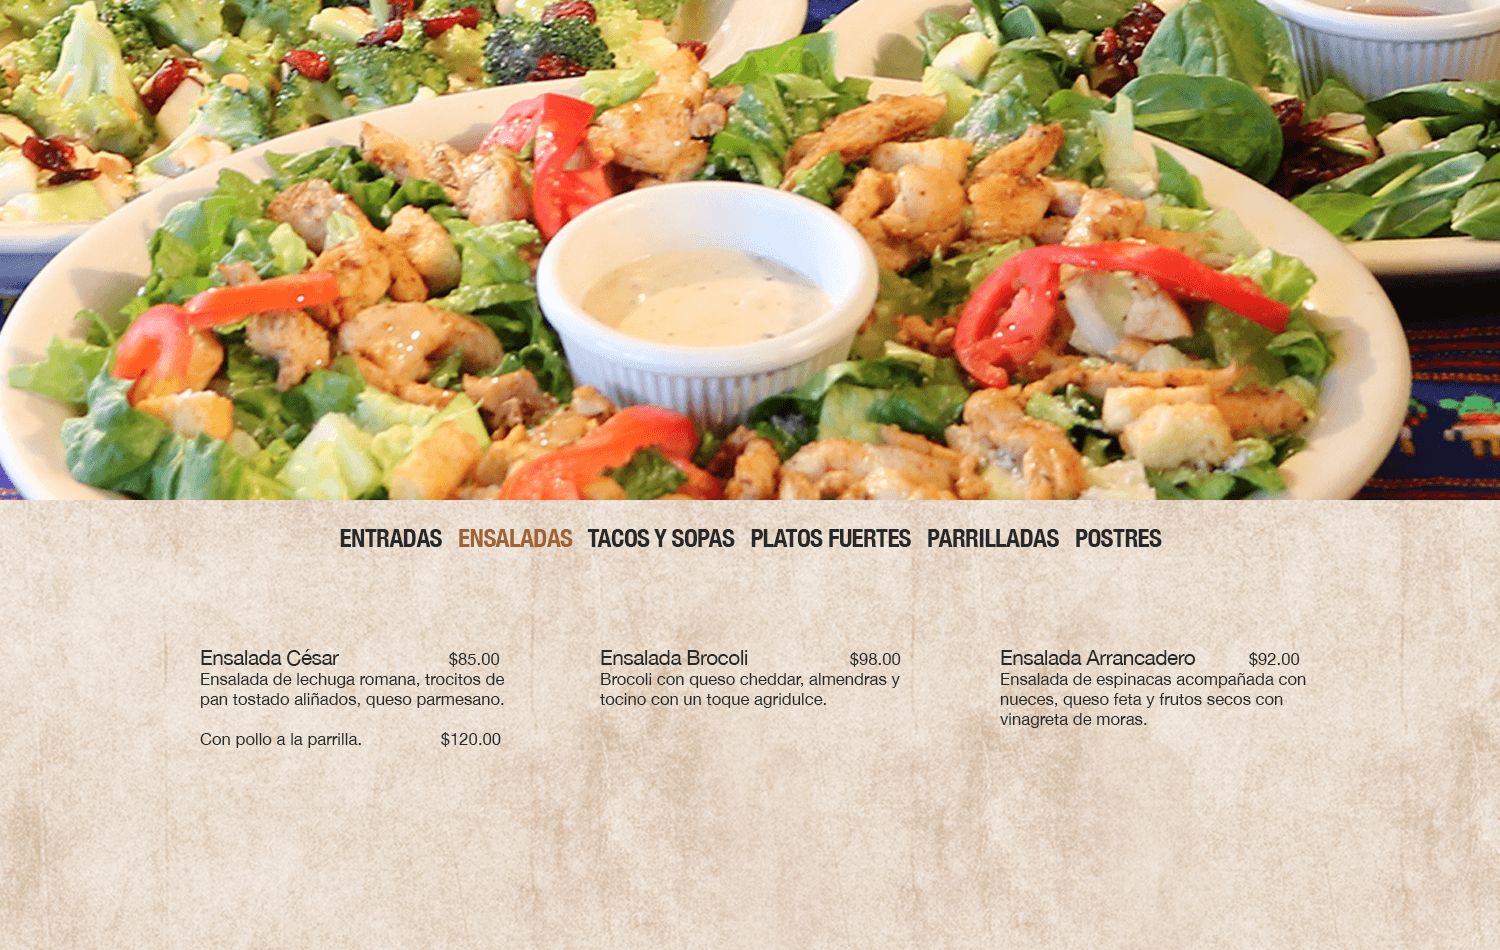 ENTRADAS ENSALADAS TACOS Y SOPAS PLATOS FUERTES PARRILLADAS POSTRES
Ensalada César $85.00
Ensalada de lechuga romana, trocitos de
pan tostado aliñados, queso parmesano.
Con pollo a la parrilla. $120.00
Ensalada Brocoli $98.00
Brocoli con queso cheddar, almendras y
tocino con un toque agridulce.
Ensalada Arrancadero $92.00
Ensalada de espinacas acompañada con
nueces, queso feta y frutos secos con
vinagreta de moras.